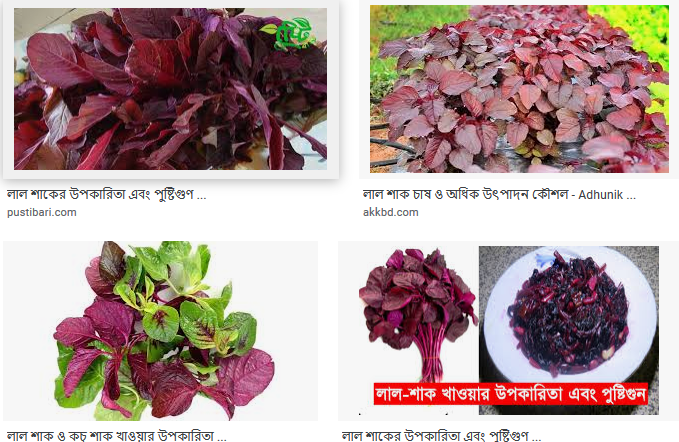 লাল শাকের উপকারিতা এবং পুষ্টিগুণ ...
pustibari.com
লাল শাক চাষ ও অধিক উৎপাদন কৌশল - Adhunik ...
akkbd.com
লাল-শাক খাওয়ার উপকারিতা এবং পুষ্টিগুন
লাল শাক ও কচু শাক খাওয়ার উপকারিতা ...
লাল শাকের উপকারিতা এবং পুষ্টিগুণ ...